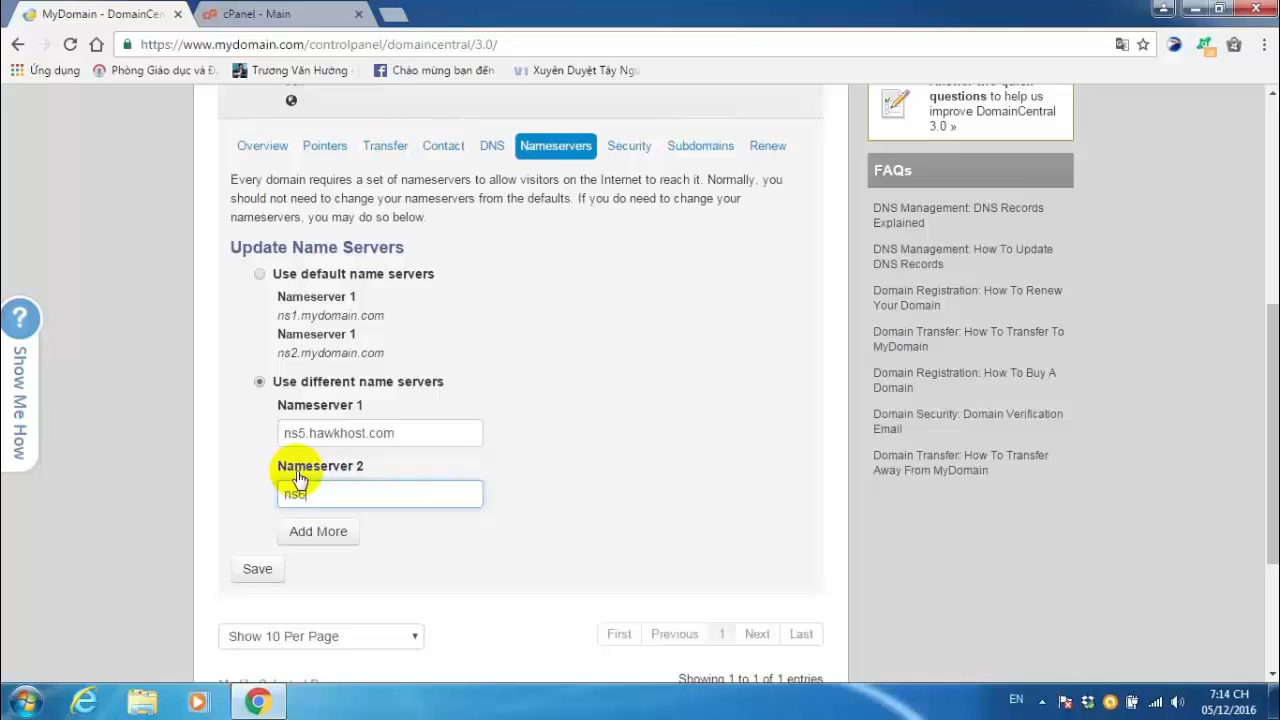 MyDomain - DomainCen
cPanel - Main
https://www.mydomain.com/controlpanel/domaincentral/3.0/
Ứng dụng
Phòng Giáo dục và Đ
Trương Văn Hường
Chào mừng bạn đến
Xuyên Duyệt Tây Ngu
questions to help us
improve DomainCentral
3.0 »
Overview
Pointers
Transfer
Contact
DNS
Nameservers
Security
Subdomains
Renew
Every domain requires a set of nameservers to allow visitors on the Internet to reach it. Normally, you
should not need to change your nameservers from the defaults. If you do need to change your
nameservers, you may do so below.
Update Name Servers
Use default name servers
Nameserver 1
ns1.mydomain.com
Nameserver 1
ns2.mydomain.com
Use different name servers
Nameserver 1
ns5.hawkhost.com
Nameserver 2
ns6
Add More
Save
Show 10 Per Page
First
Previous
1
Next
Last
Showing 1 to 1 of 1 entries
FAQs
DNS Management: DNS Records
Explained
DNS Management: How To Update
DNS Records
Domain Registration: How To Renew
Your Domain
Domain Transfer: How To Transfer To
MyDomain
Domain Registration: How To Buy A
Domain
Domain Security: Domain Verification
Email
Domain Transfer: How To Transfer
Away From MyDomain
?
Show Me How
EN
7:14 CH
05/12/2016